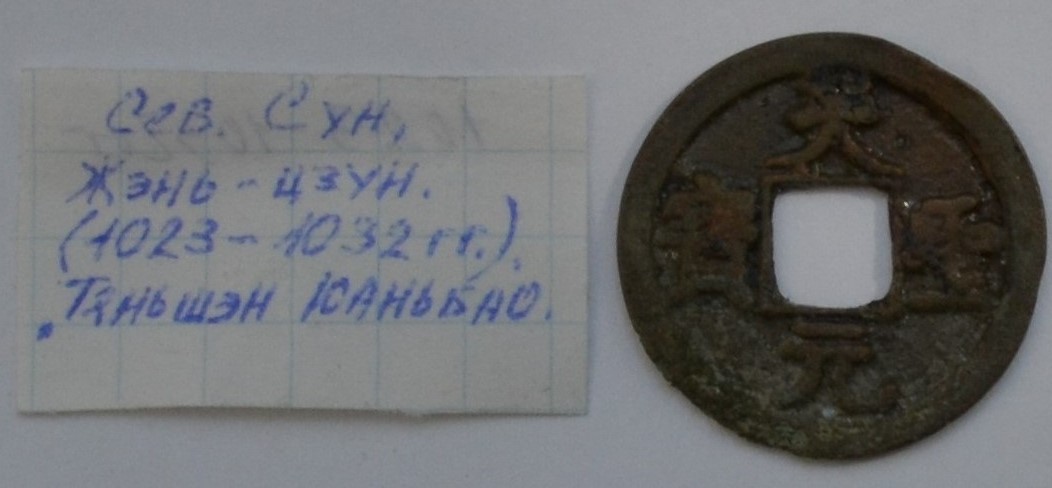 Сев. Сун.
Жэнь-цзун.
(1023-1032 гг.).
Тяньшэн юаньбао.
天聖元寶